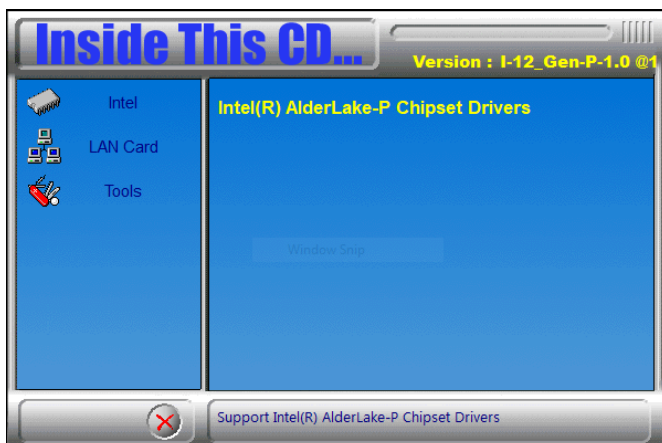 Inside This CD...
Version : I-12_Gen-P-1.0 @1
Intel
LAN Card
Tools
Intel(R) AlderLake-P Chipset Drivers
Window Snip
Support Intel(R) AlderLake-P Chipset Drivers